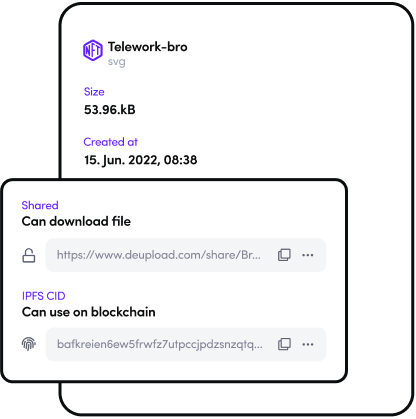 NFT
Telework-bro
svg
Size
53.96.kB
Created at
15. Jun. 2022, 08:38
Shared
Can download file
https://www.deupload.com/share/Br...
IPFS CID
Can use on blockchain
bafkreien6ew5frwfz7utpccjpdzsnzqtq...